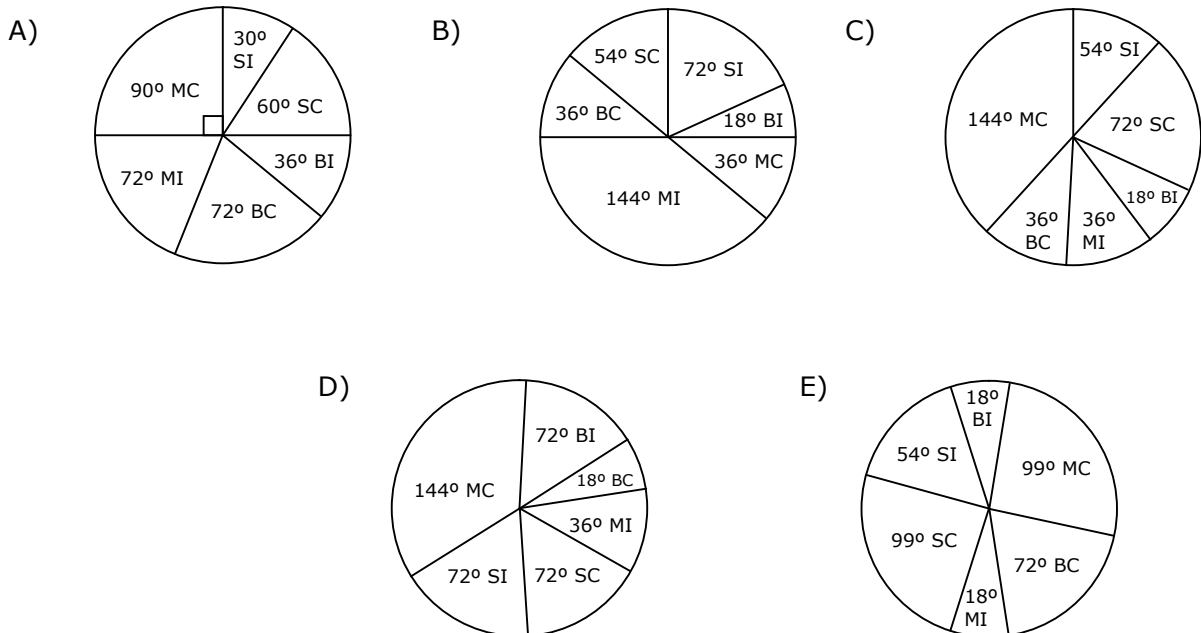 A)
30º
SI
90º MC
60º SC
72º MI
36º BI
72º BC
B)
54º SC
72º SI
36º BC
18º BI
36º MC
144º MI
C)
54º SI
144º MC
72º SC
18º BI
36º
BC
36º
MI
D)
72º BI
144º MC
18º BC
36º MI
72º SI
72º SC
E)
18º
BI
54º SI
99º MC
99º SC
72º BC
18º
MI